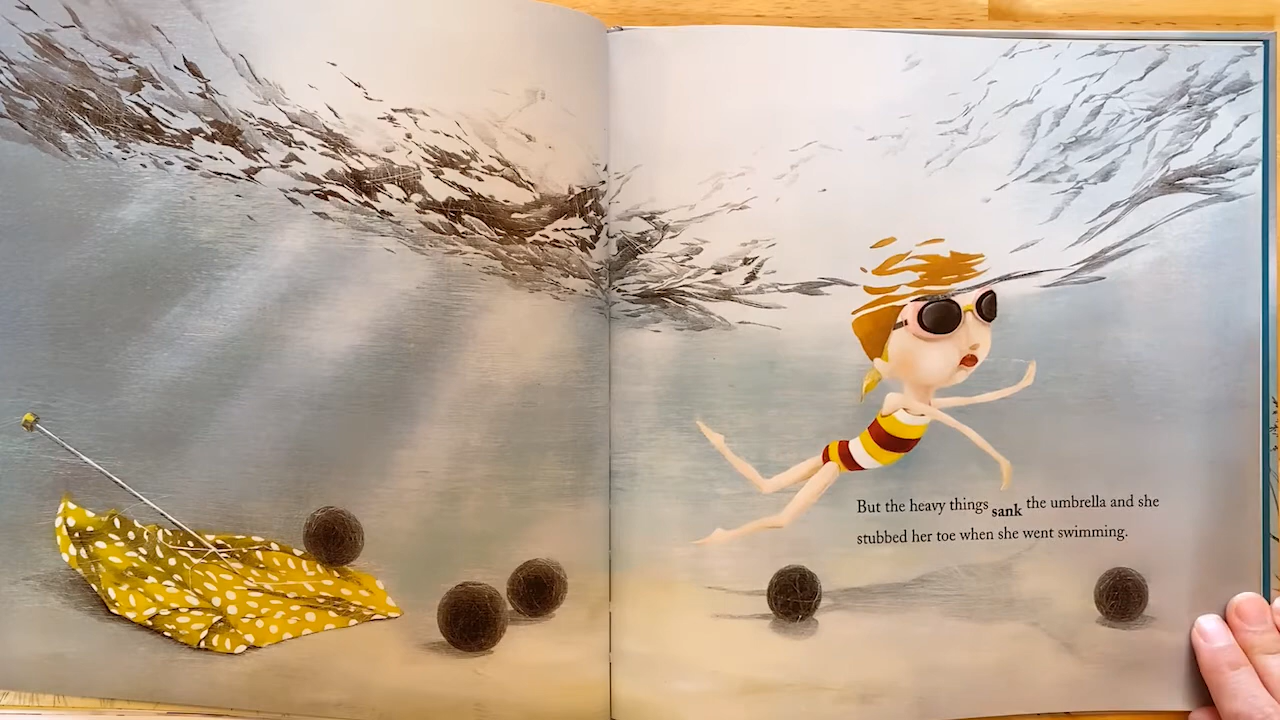 But the heavy things sank the umbrella and she
stubbed her toe when she went swimming.